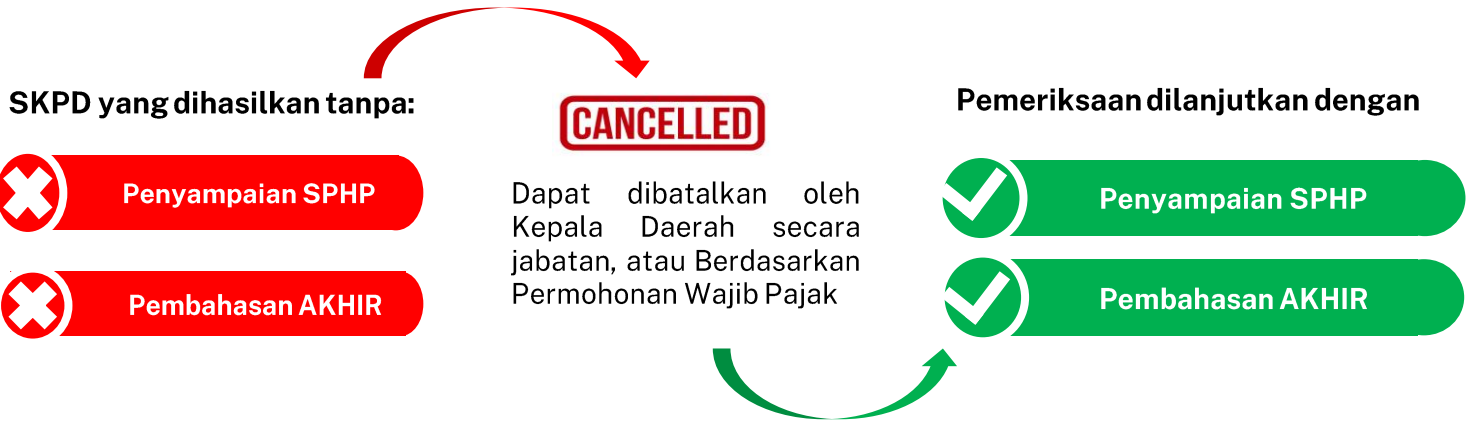 SKPD yang dihasilkan tanpa:
Penyampaian SPHP
Pembahasan AKHIR
CANCELLED
Dapat dibatalkan oleh
Kepala Daerah secara
jabatan, atau Berdasarkan
Permohonan Wajib Pajak
Pemeriksaan dilanjutkan dengan
Penyampaian SPHP
Pembahasan AKHIR